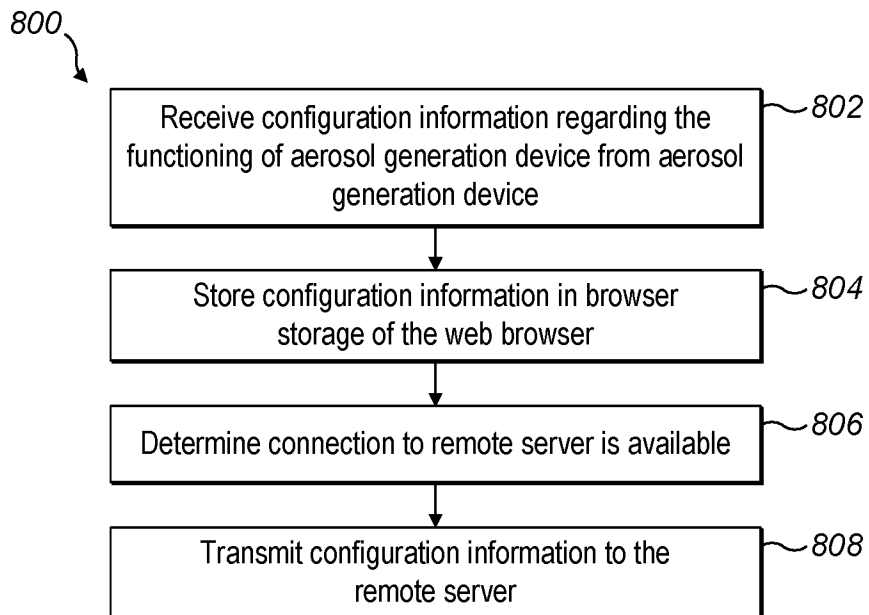 800
Receive configuration information regarding the
functioning of aerosol generation device from aerosol
generation device
802
Store configuration information in browser
storage of the web browser
804
Determine connection to remote server is available
806
Transmit configuration information to the
remote server
808